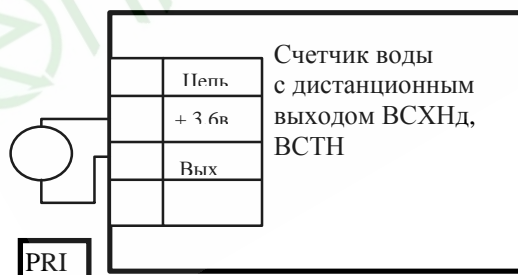 Цепь
+ 3 6в
Вых
Счетчик воды
с дистанционным
выходом ВСХНд,
ВСТН
PRI